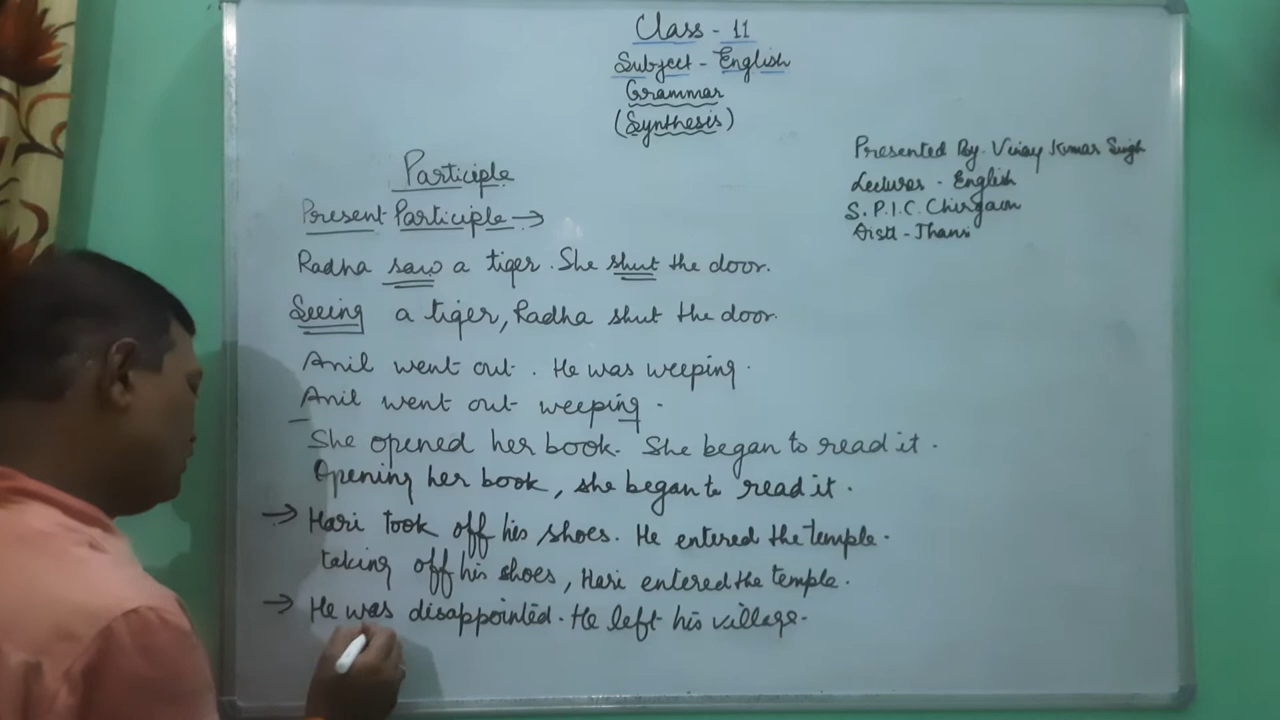 Class - 11
Subject - English
Grammar
(Synthesis)
Presented By. Vijay Kumar Singh
Lecturer - English
S. P. I. C. Chirgaon
Distt - Jhansi
Participle
Present Participle →
Radha saw a tiger. She shut the door.
Seeing a tiger, Radha shut the door.
Anil went out. He was weeping.
Anil went out weeping.
She opened her book. She began to read it.
Opening her book, she began to read it.
→ Hari took off his shoes. He entered the temple.
taking off his shoes, Hari entered the temple.
→ He was disappointed. He left his village.